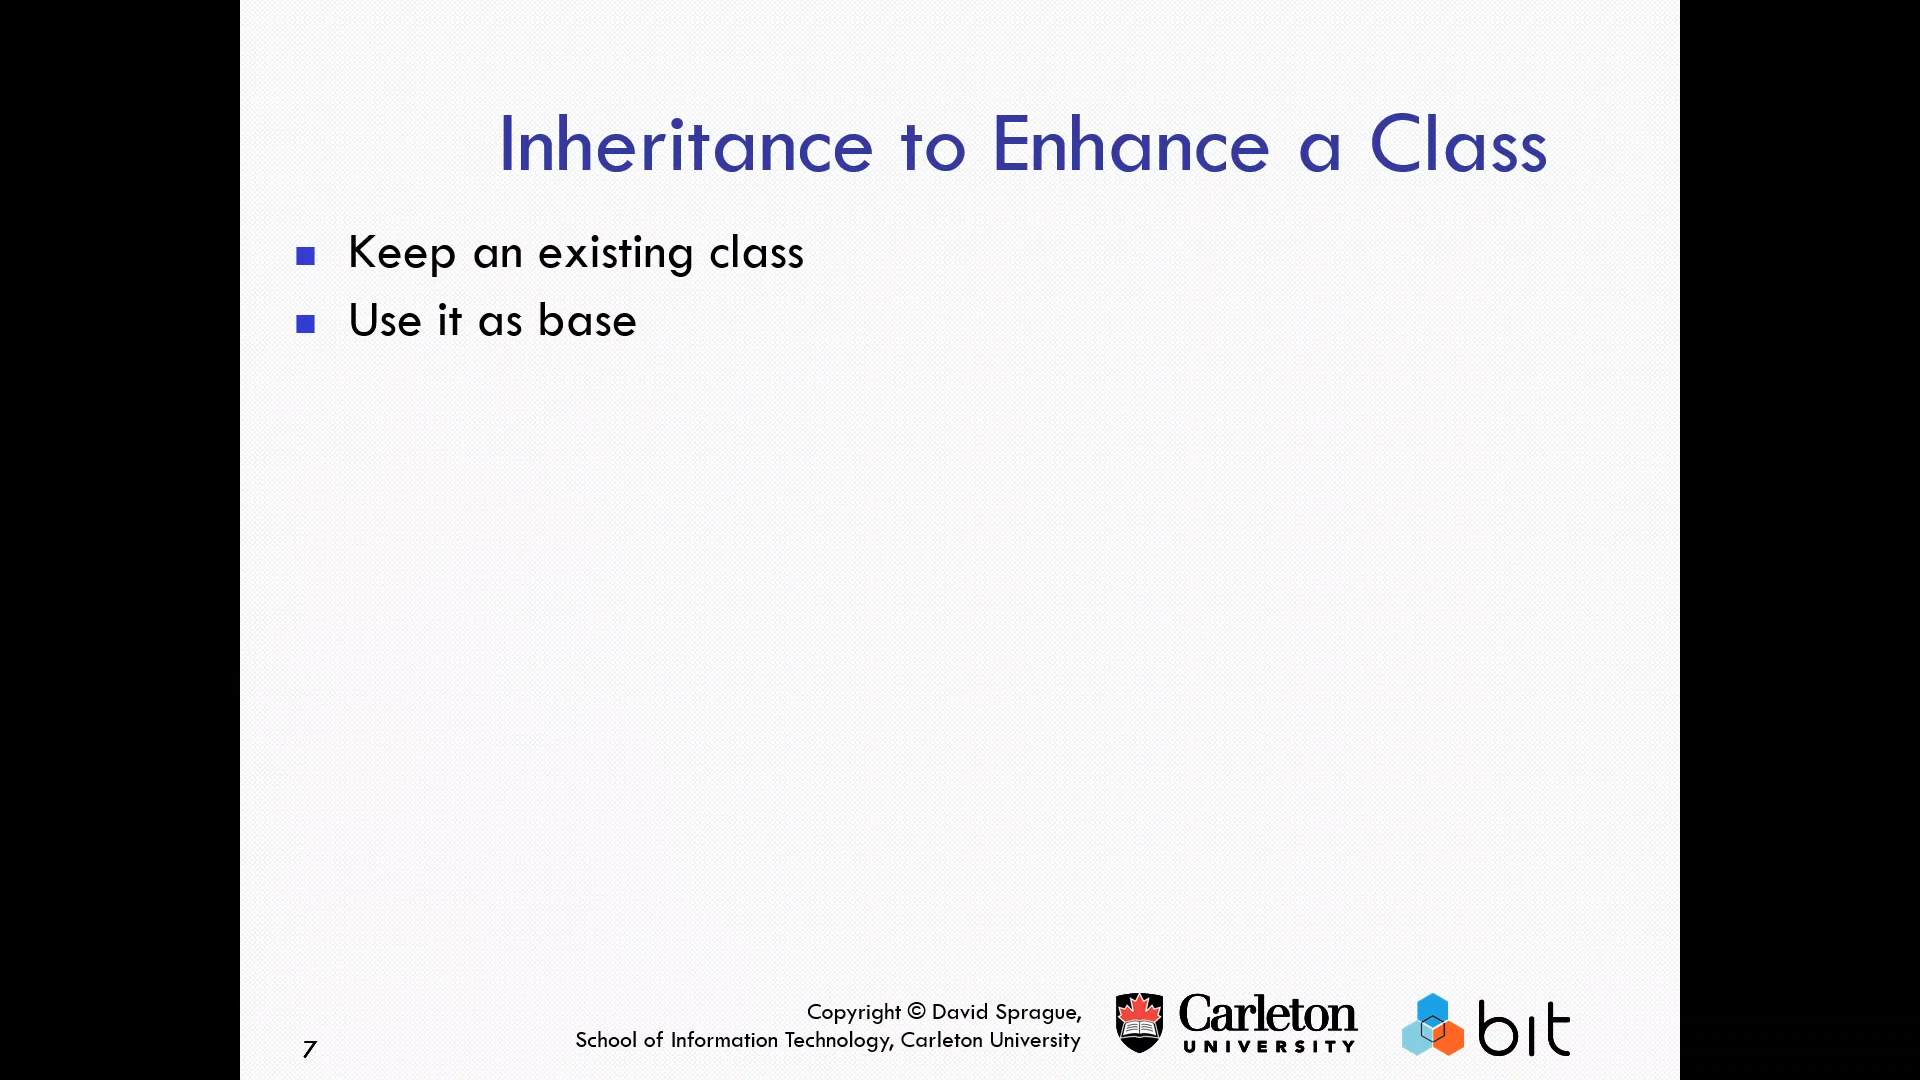 Inheritance to Enhance a Class
Keep an existing class
Use it as base
7
Copyright © David Sprague,
School of Information Technology, Carleton University
Carleton
UNIVERSITY
bit